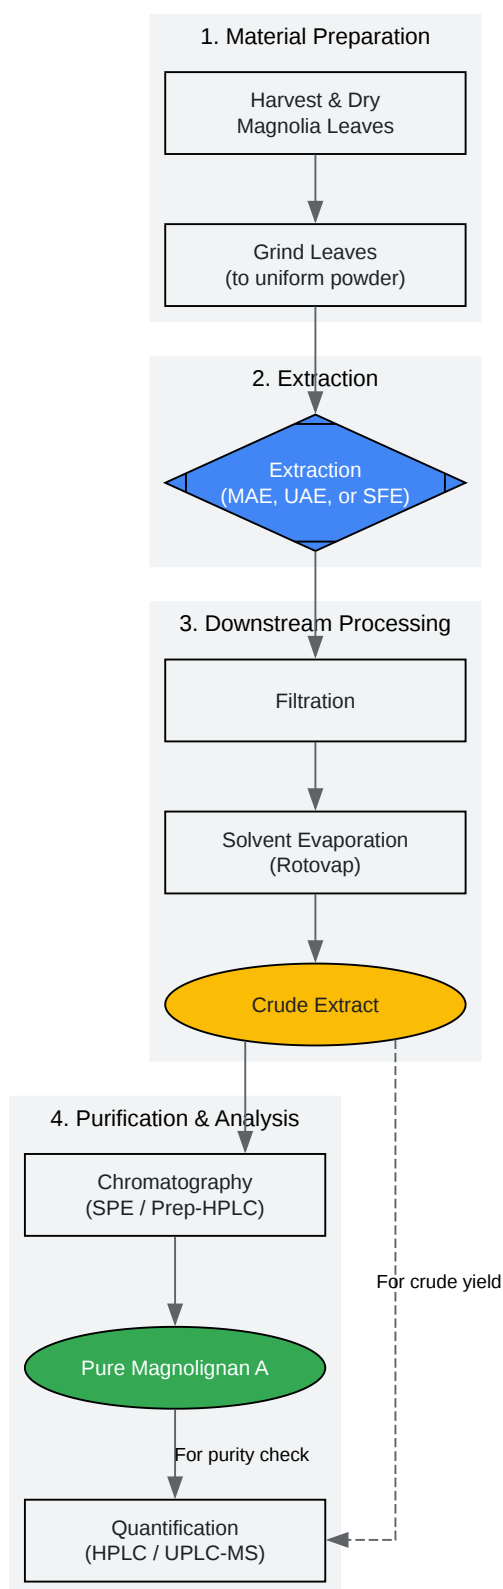 1. Material Preparation
Harvest & Dry
Magnolia Leaves
Grind Leaves
(to uniform powder)
2. Extraction
Extraction
(MAE, UAE, or SFE)
3. Downstream Processing
Filtration
Solvent Evaporation
(Rotovap)
Crude Extract
4. Purification & Analysis
Chromatography
(SPE / Prep-HPLC)
For crude yield
Pure Magnolignan A
For purity check
Quantification
(HPLC / UPLC-MS)